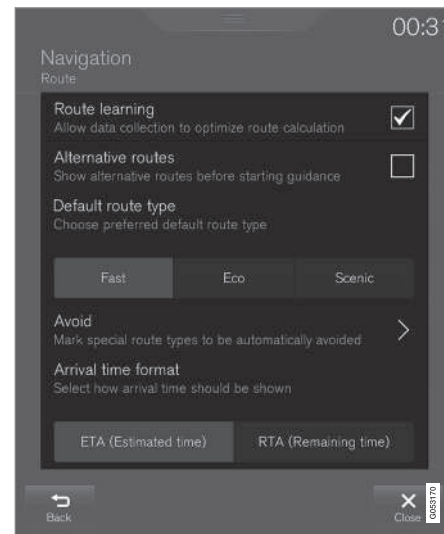 00:31
Navigation
Route
Route learning
Allow data collection to optimize route calculation
Alternative routes
Show alternative routes before starting guidance
Default route type
Choose preferred default route type
Fast
Eco
Scenic
Avoid
Mark special route types to be automatically avoided
Arrival time format
Select how arrival time should be shown
ETA (Estimated time)
RTA (Remaining time)
Back
Close
G053170